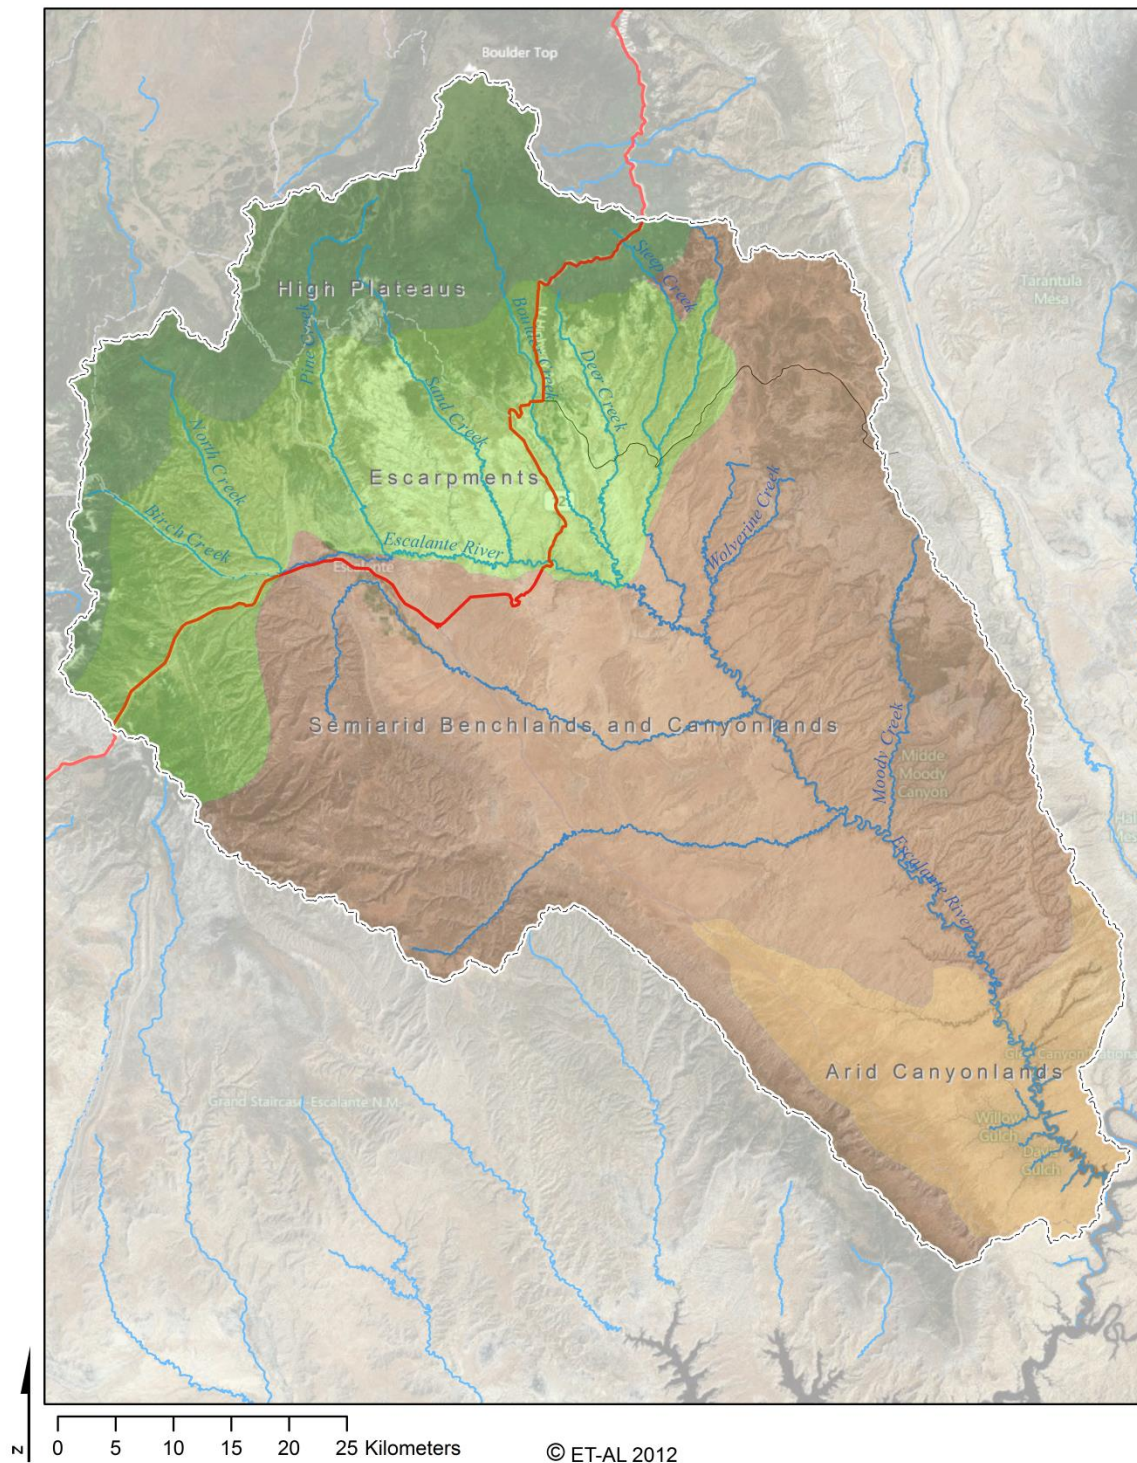 Boulder Top
Tarantula
Mesa
Steep Creek
High Plateaus
Pine Creek
Boulder Creek
Deer Creek
Sand Creek
North Creek
Escarpments
Birch Creek
Wolverine Creek
Escalante River
Escalante
Semiarid Benchlands and Canyonlands
Moody Creek
Midde
Moody
Canyon
Escalante River
Arid Canyonlands
Grand Staircase-Escalante N.M.
Willow
Gulch
Gulch
N
0 5 10 15 20 25 Kilometers
© ET-AL 2012